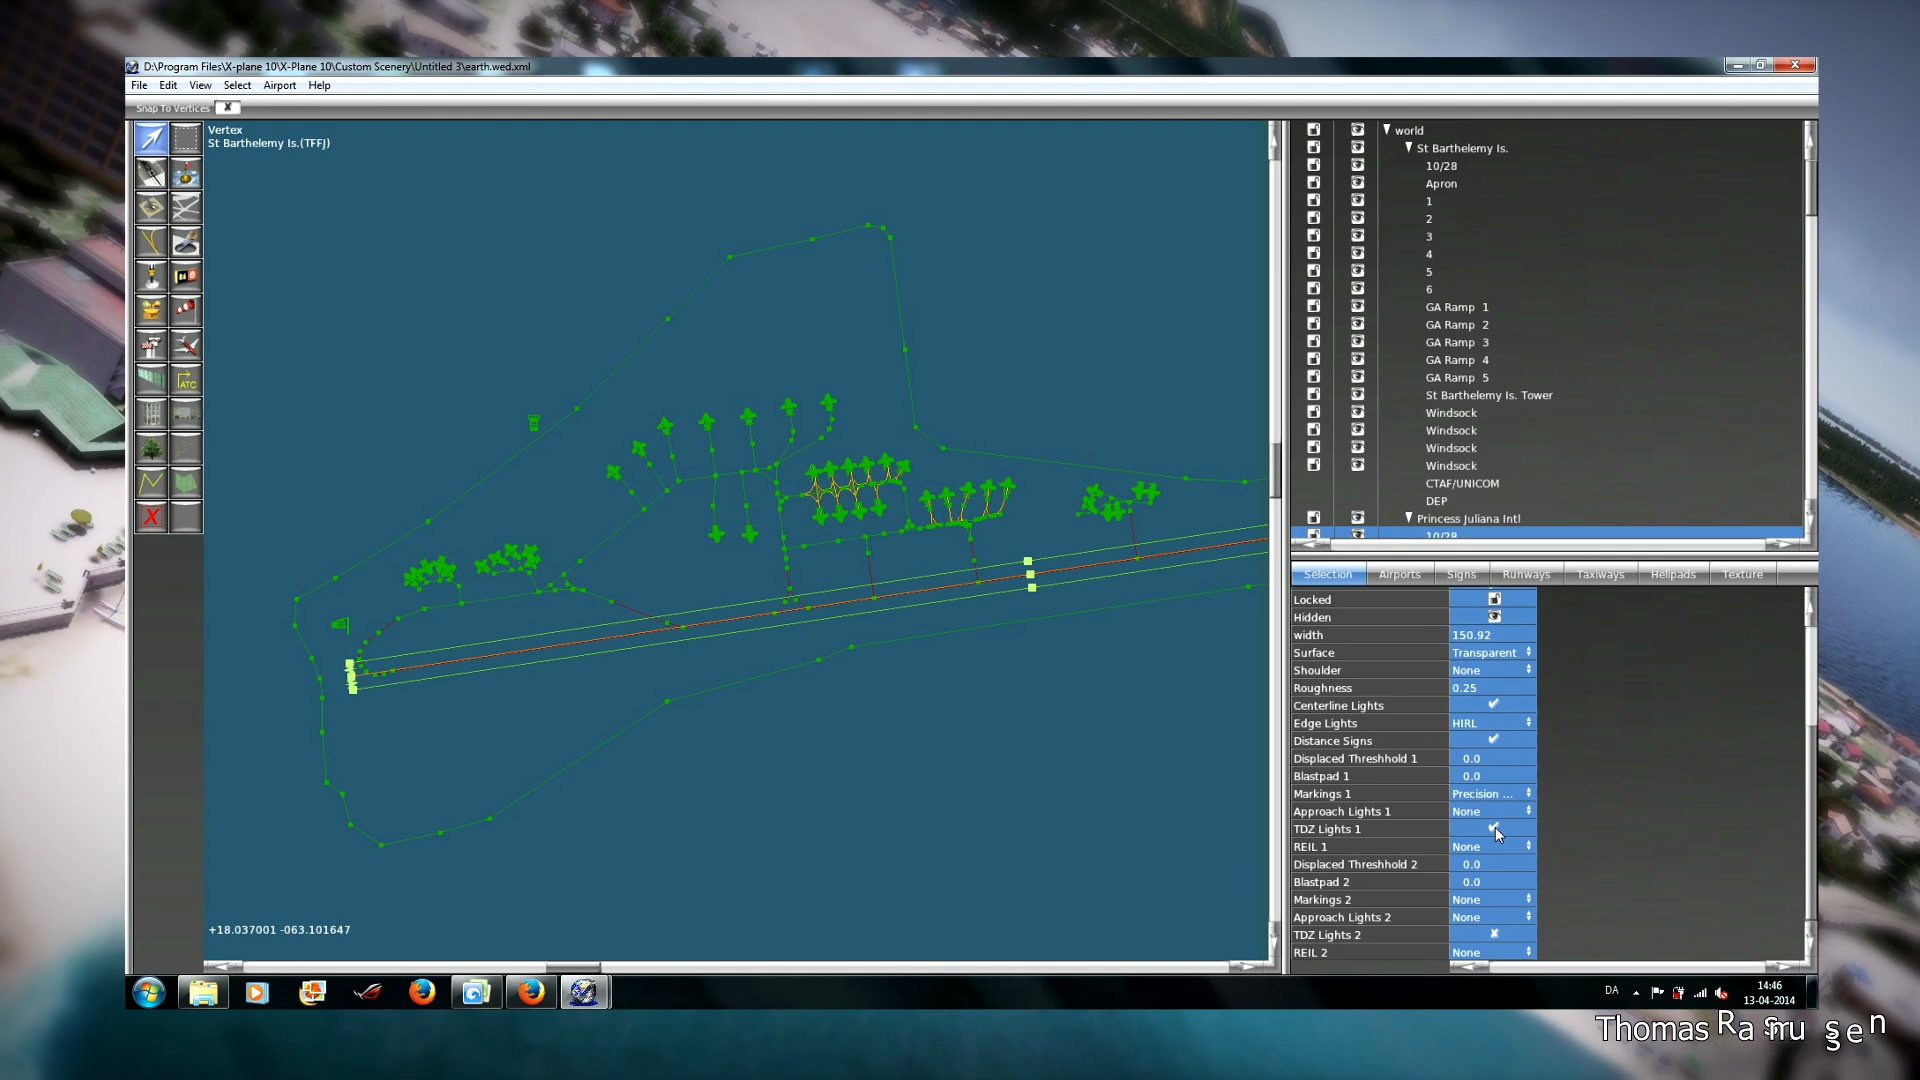 D:\Program Files\X-plane 10\X-Plane 10\Custom Scenery\Untitled 3\earth.wed.xml
File Edit View Select Airport Help
Snap To Vertices X
Vertex
St Barthelemy Is.(TFFJ)
ATC
X
+18.037001 -063.101647
world
St Barthelemy Is.
10/28
Apron
1
2
3
4
5
6
GA Ramp 1
GA Ramp 2
GA Ramp 3
GA Ramp 4
GA Ramp 5
St Barthelemy Is. Tower
Windsock
Windsock
Windsock
Windsock
CTAF/UNICOM
DEP
Princess Juliana Intl
10/28
Selection Airports Signs Runways Taxiways Helipads Texture
Locked
Hidden
width 150.92
Surface Transparent
Shoulder None
Roughness 0.25
Centerline Lights
Edge Lights HIRL
Distance Signs
Displaced Threshhold 1 0.0
Blastpad 1 0.0
Markings 1 Precision ...
Approach Lights 1 None
TDZ Lights 1
REIL 1 None
Displaced Threshhold 2 0.0
Blastpad 2 0.0
Markings 2 None
Approach Lights 2 None
TDZ Lights 2
REIL 2 None
DA
14:46
13-04-2014
Thomas Rasmussen